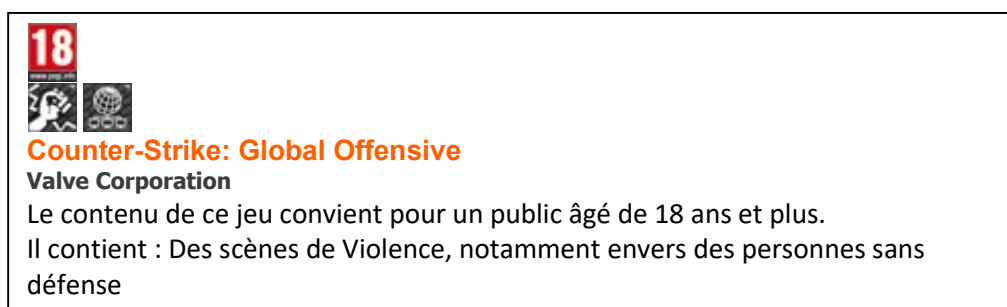 18
www.pegi.info
Counter-Strike: Global Offensive
Valve Corporation
Le contenu de ce jeu convient pour un public âgé de 18 ans et plus.
Il contient : Des scènes de Violence, notamment envers des personnes sans
défense